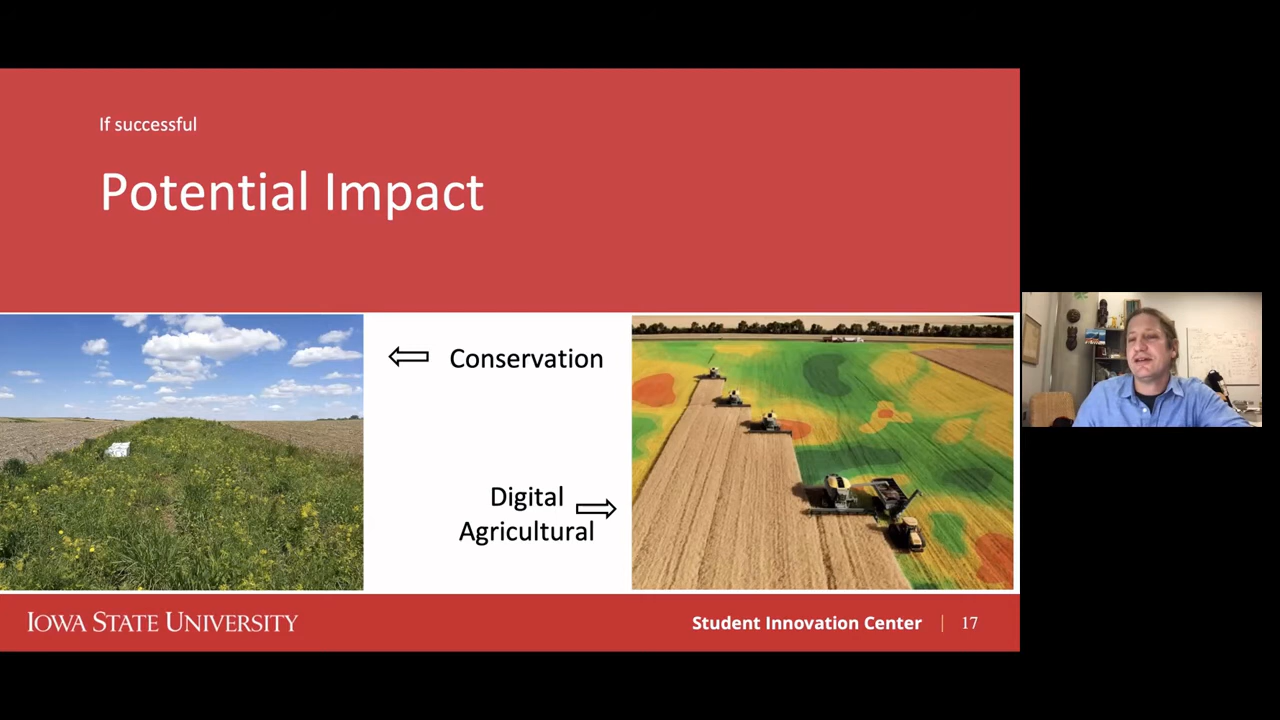 If successful
Potential Impact
Conservation
Digital
Agricultural
IOWA STATE UNIVERSITY
Student Innovation Center | 17